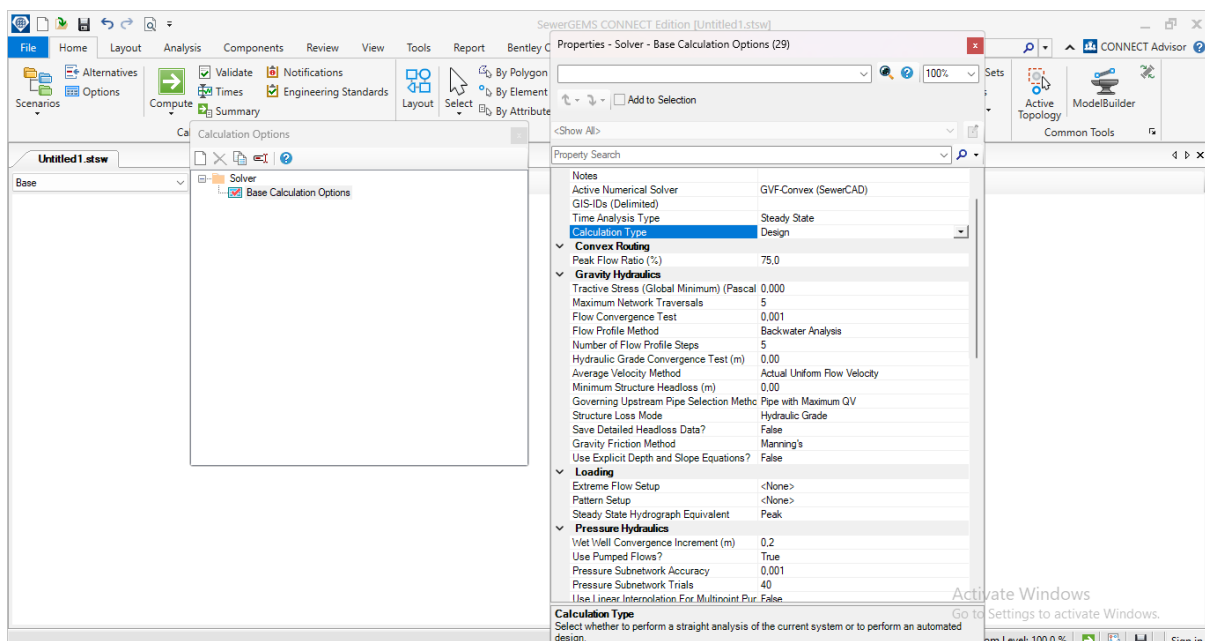 SewerGEMS CONNECT Edition [Untitled1.stsw]
File Home Layout Analysis Components Review View Tools Report Bentley C CONNECT Advisor
Scenarios
Alternatives
Options
Compute
Validate
Times
Summary
Notifications
Engineering Standards
Layout
Select
By Polygon
By Element
By Attribute
Sets
Active
Topology
ModelBuilder
Ca
Common Tools
Untitled1.stsw
Base
Calculation Options
Solver
Base Calculation Options
Properties - Solver - Base Calculation Options (29)
100%
Add to Selection
<Show All>
Property Search
Notes
Active Numerical Solver GVF-Convex (SewerCAD)
GIS-IDs (Delimited)
Time Analysis Type Steady State
Calculation Type Design
Convex Routing
Peak Flow Ratio (%) 75,0
Gravity Hydraulics
Tractive Stress (Global Minimum) (Pascal 0,000
Maximum Network Traversals 5
Flow Convergence Test 0,001
Flow Profile Method Backwater Analysis
Number of Flow Profile Steps 5
Hydraulic Grade Convergence Test (m) 0,00
Average Velocity Method Actual Uniform Flow Velocity
Minimum Structure Headloss (m) 0,00
Governing Upstream Pipe Selection Methc Pipe with Maximum QV
Structure Loss Mode Hydraulic Grade
Save Detailed Headloss Data? False
Gravity Friction Method Manning's
Use Explicit Depth and Slope Equations? False
Loading
Extreme Flow Setup <None>
Pattern Setup <None>
Steady State Hydrograph Equivalent Peak
Pressure Hydraulics
Wet Well Convergence Increment (m) 0,2
Use Pumped Flows? True
Pressure Subnetwork Accuracy 0,001
Pressure Subnetwork Trials 40
Use Linear Interpolation For Multipoint Pur False
Calculation Type
Select whether to perform a straight analysis of the current system or to perform an automated
design.
Activate Windows
Go to Settings to activate Windows.
om Level: 100,0 % Sign in